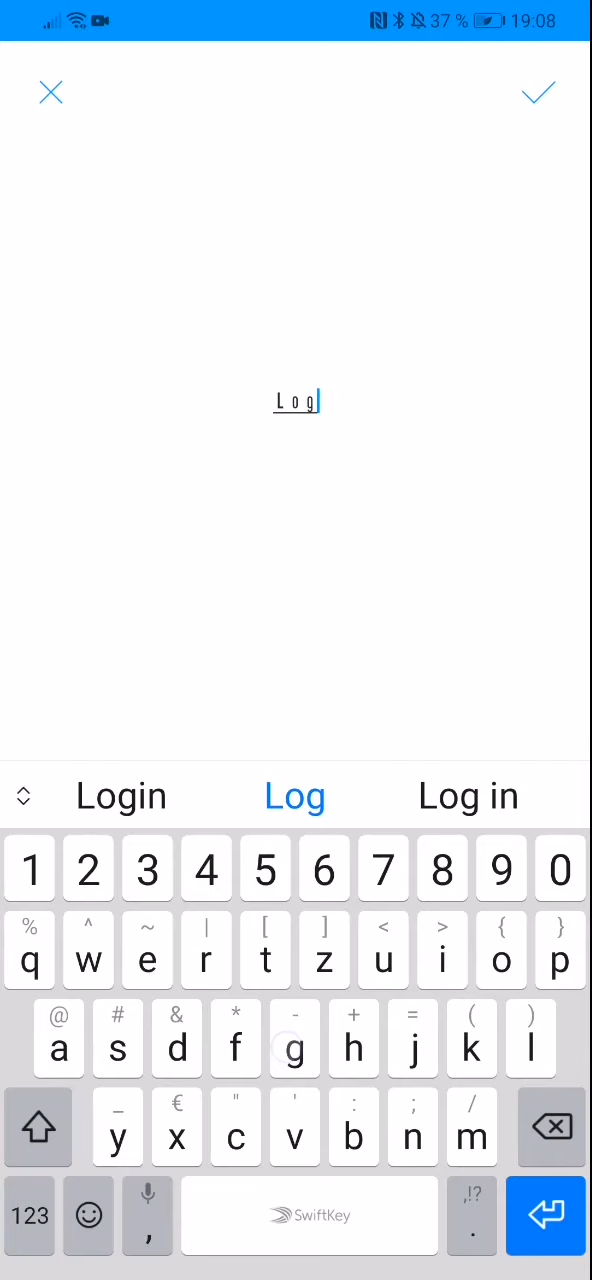 37 % 19:08
Log
Login Log Log in
1 2 3 4 5 6 7 8 9 0
% ^ ~ | [ ] < > { }
q w e r t z u i o p
@ # & * - + = ( )
a s d f g h j k l
_ € " ' : ; /
y x c v b n m
,!?
123 , SwiftKey .